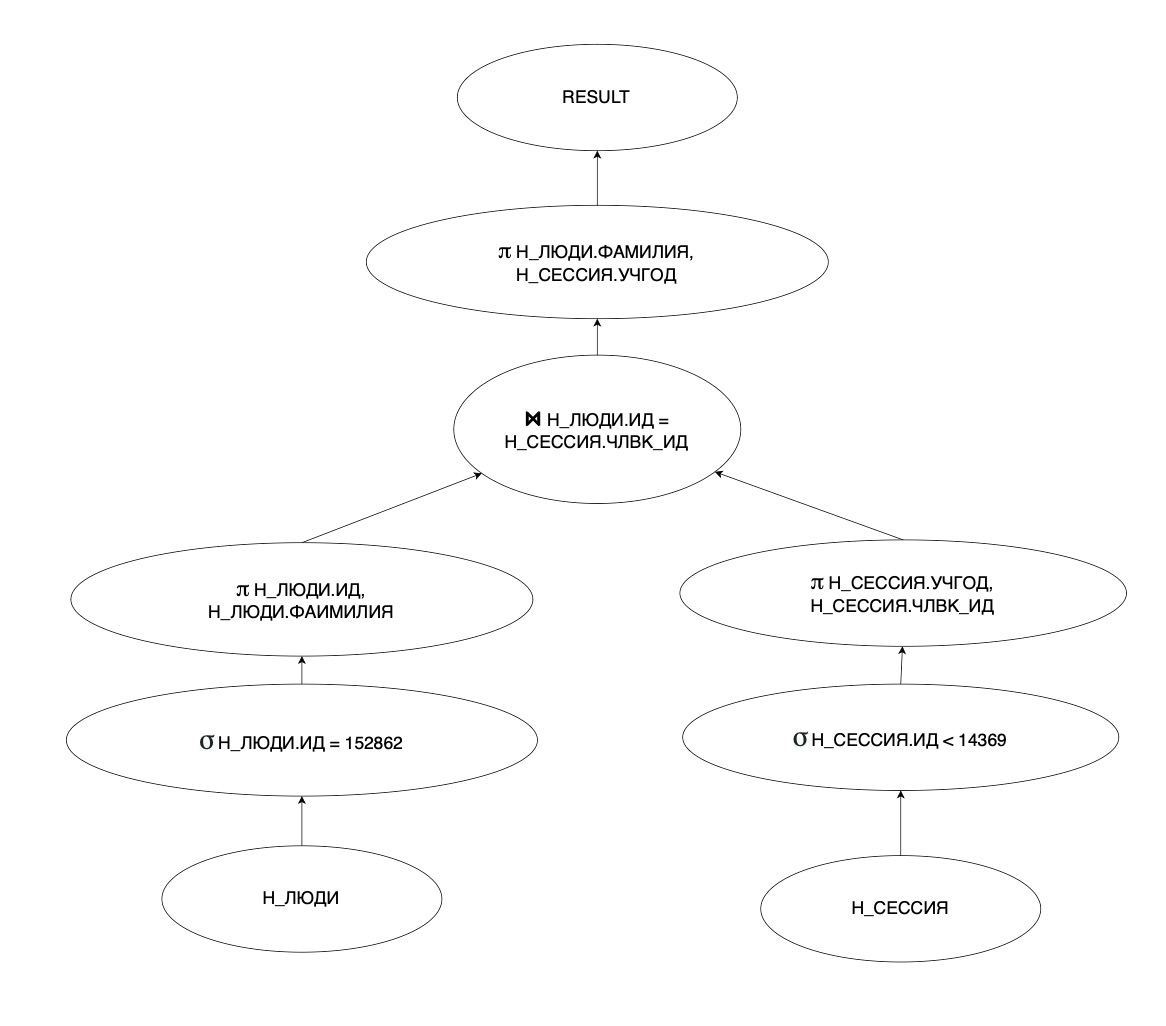 RESULT
π Н_ЛЮДИ.ФАМИЛИЯ,
Н_СЕССИЯ.УЧГОД
⋈ Н_ЛЮДИ.ИД =
Н_СЕССИЯ.ЧЛВК_ИД
π Н_ЛЮДИ.ИД,
Н_ЛЮДИ.ФАИМИЛИЯ
π Н_СЕССИЯ.УЧГОД,
Н_СЕССИЯ.ЧЛВК_ИД
σ Н_ЛЮДИ.ИД = 152862
σ Н_СЕССИЯ.ИД < 14369
Н_ЛЮДИ
Н_СЕССИЯ